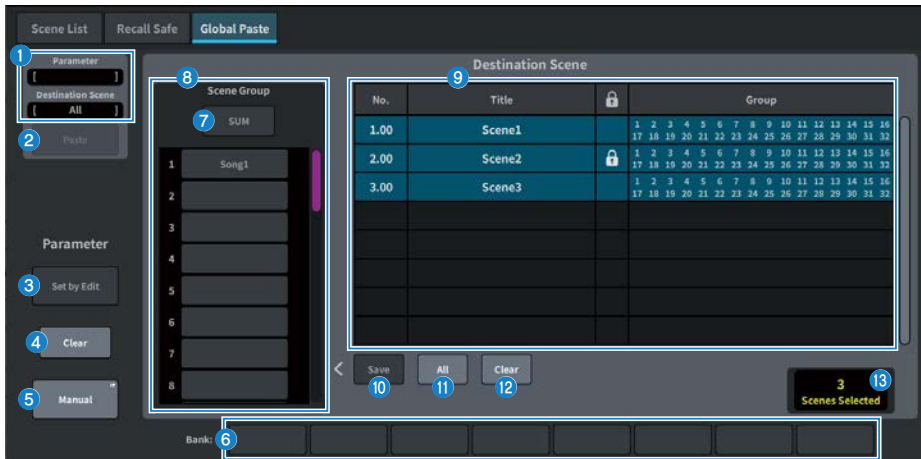 Scene List Recall Safe Global Paste
1
Parameter
[ ]
Destination Scene
[ All ]
2 Paste
Parameter
3 Set by Edit
4 Clear
5 Manual
8
Scene Group
7 SUM
1 Song1
2
3
4
5
6
7
8
Destination Scene
9
No. Title Group
1.00 Scene1 1 2 3 4 5 6 7 8 9 10 11 12 13 14 15 16
17 18 19 20 21 22 23 24 25 26 27 28 29 30 31 32
2.00 Scene2 1 2 3 4 5 6 7 8 9 10 11 12 13 14 15 16
17 18 19 20 21 22 23 24 25 26 27 28 29 30 31 32
3.00 Scene3 1 2 3 4 5 6 7 8 9 10 11 12 13 14 15 16
17 18 19 20 21 22 23 24 25 26 27 28 29 30 31 32
< Save All Clear
10 11 12
3 13
Scenes Selected
Bank: 6